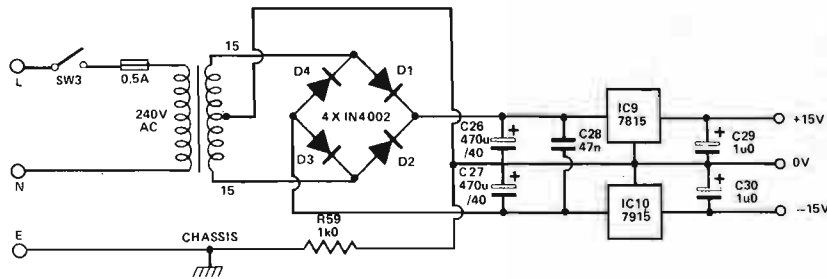 L
SW3
0.5A
240V
AC
15
15
D4
D1
4 X IN4002
D3
D2
C26
470u
/40
+
C27
470u
/40
+
C28
47n
IC9
7815
IC10
7915
+
C29
1u0
+
C30
1u0
+15V
0V
−15V
N
E
CHASSIS
R59
1k0